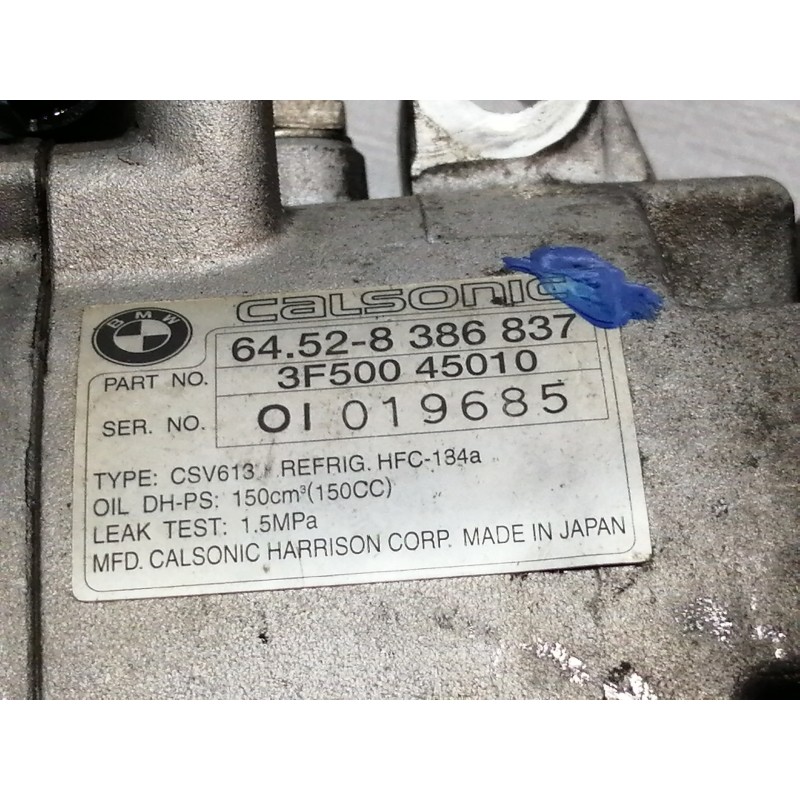 BMW
calsonic
64.52-8 386 837
PART NO. 3F500 45010
SER. NO. OI 019685
TYPE: CSV613 REFRIG. HFC-134a
OIL DH-PS: 150cm³(150CC)
LEAK TEST: 1.5MPa
MFD. CALSONIC HARRISON CORP. MADE IN JAPAN